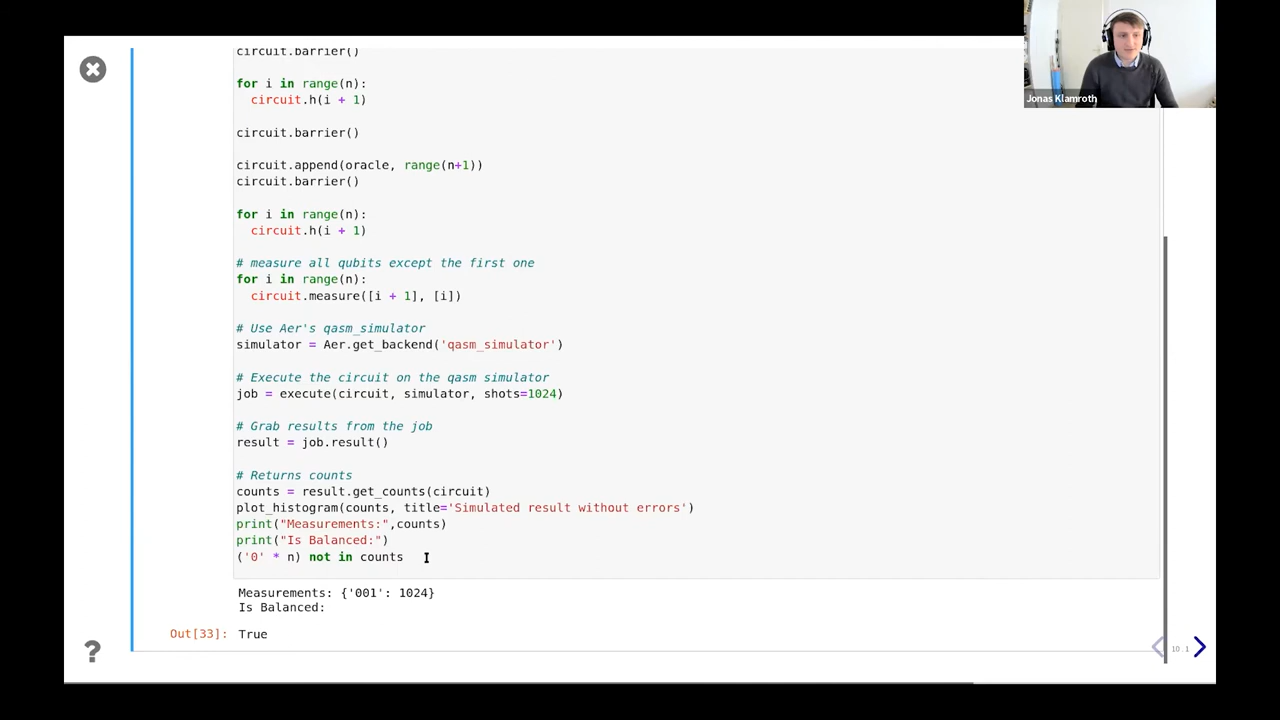 circuit.barrier()
for i in range(n):
circuit.h(i + 1)
circuit.barrier()
circuit.append(oracle, range(n+1))
circuit.barrier()
for i in range(n):
circuit.h(i + 1)
# measure all qubits except the first one
for i in range(n):
circuit.measure([i + 1], [i])
# Use Aer's qasm_simulator
simulator = Aer.get_backend('qasm_simulator')
# Execute the circuit on the qasm simulator
job = execute(circuit, simulator, shots=1024)
# Grab results from the job
result = job.result()
# Returns counts
counts = result.get_counts(circuit)
plot_histogram(counts, title='Simulated result without errors')
print("Measurements:",counts)
print("Is Balanced:")
('0' * n) not in counts
Measurements: {'001': 1024}
Is Balanced:
Out[33]: True
Jonas Klamroth
?
10.1